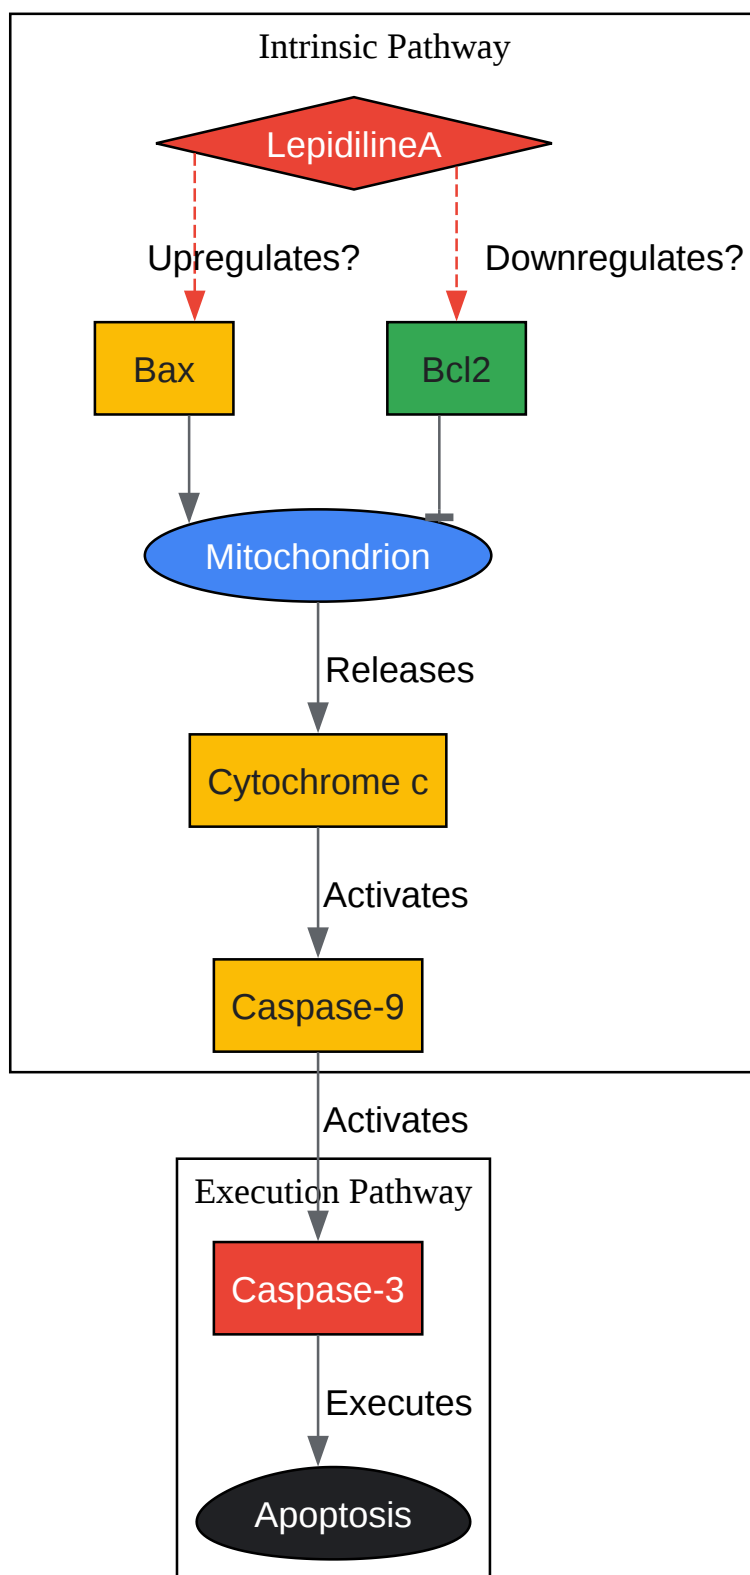 Intrinsic Pathway
LepidilineA
Upregulates?
Downregulates?
Bax
Bcl2
Mitochondrion
Releases
Cytochrome c
Activates
Caspase-9
Activates
Execution Pathway
Caspase-3
Executes
Apoptosis